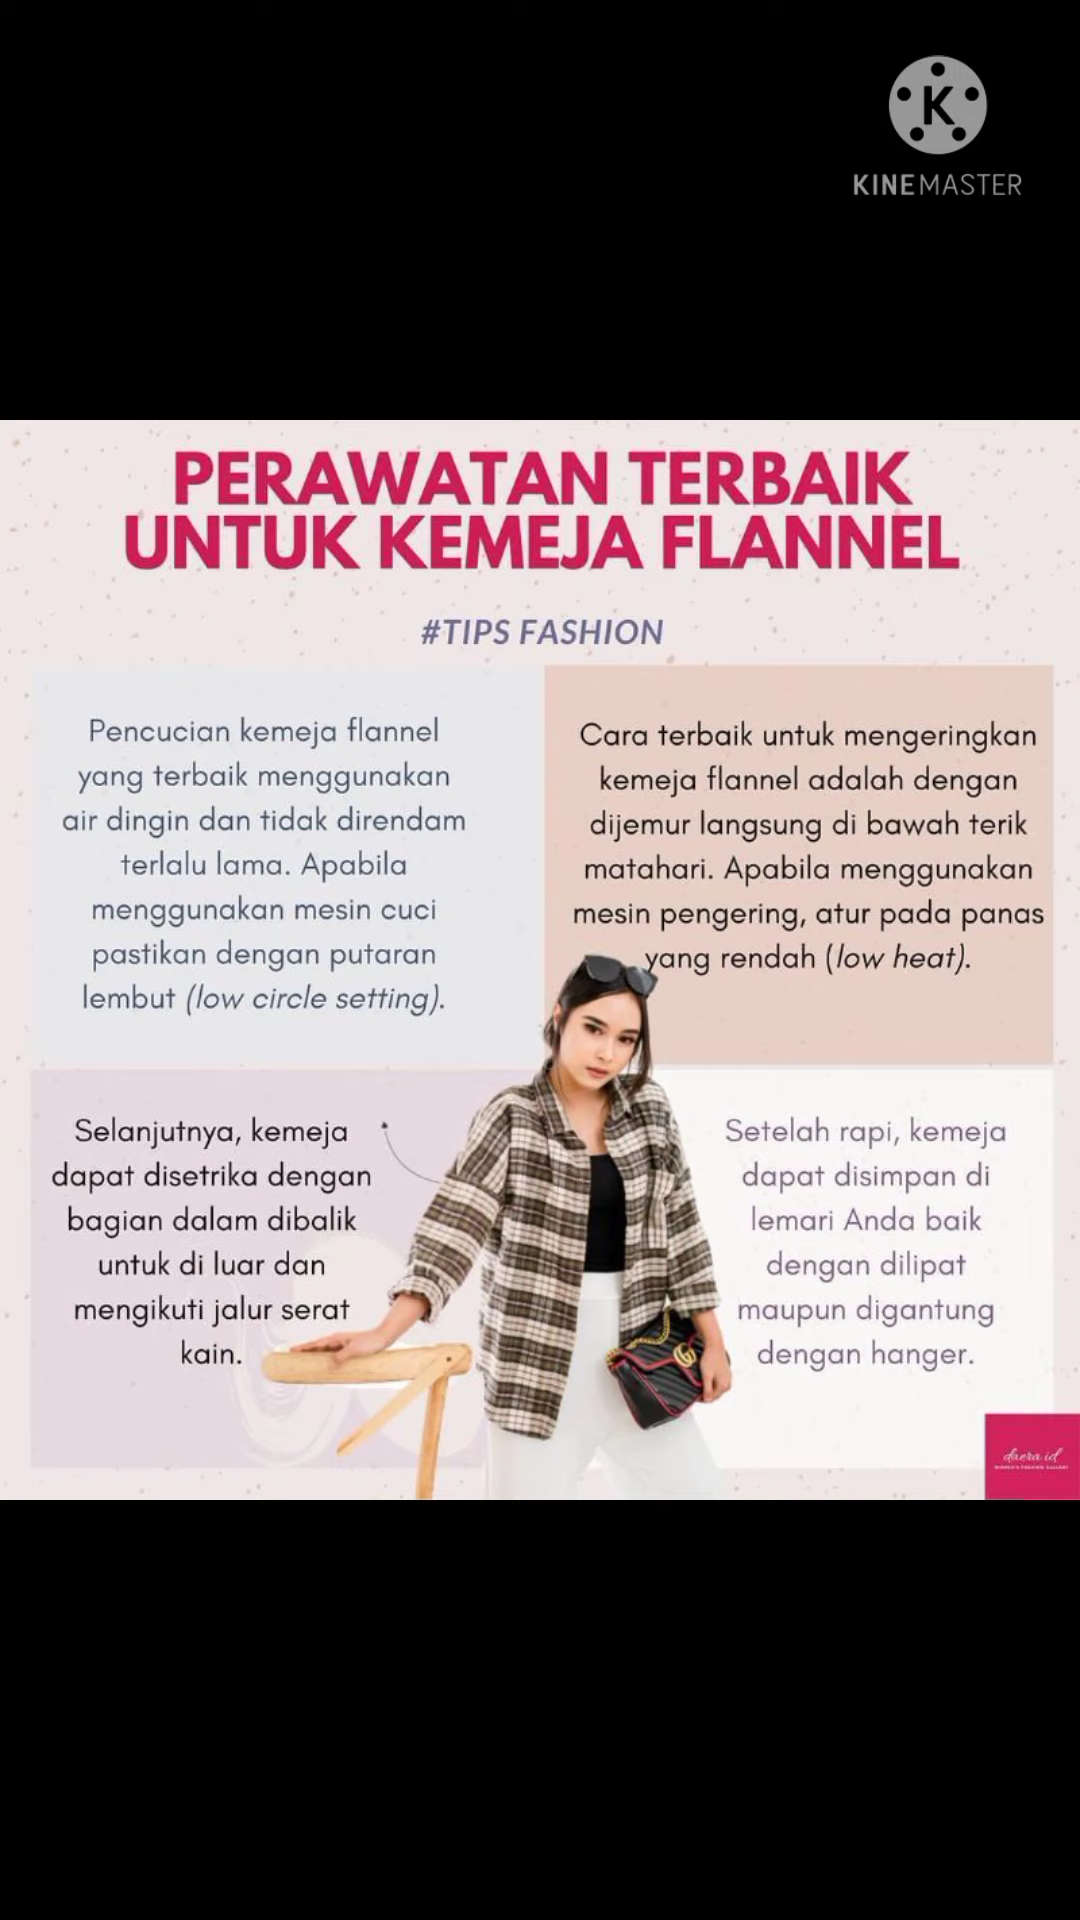 K
KINEMASTER
PERAWATAN TERBAIK
UNTUK KEMEJA FLANNEL
#TIPS FASHION
Pencucian kemeja flannel
yang terbaik menggunakan
air dingin dan tidak direndam
terlalu lama. Apabila
menggunakan mesin cuci
pastikan dengan putaran
lembut (low circle setting).
Cara terbaik untuk mengeringkan
kemeja flannel adalah dengan
dijemur langsung di bawah terik
matahari. Apabila menggunakan
mesin pengering, atur pada panas
yang rendah (low heat).
Selanjutnya, kemeja
dapat disetrika dengan
bagian dalam dibalik
untuk di luar dan
mengikuti jalur serat
kain.
Setelah rapi, kemeja
dapat disimpan di
lemari Anda baik
dengan dilipat
maupun digantung
dengan hanger.
daera.id